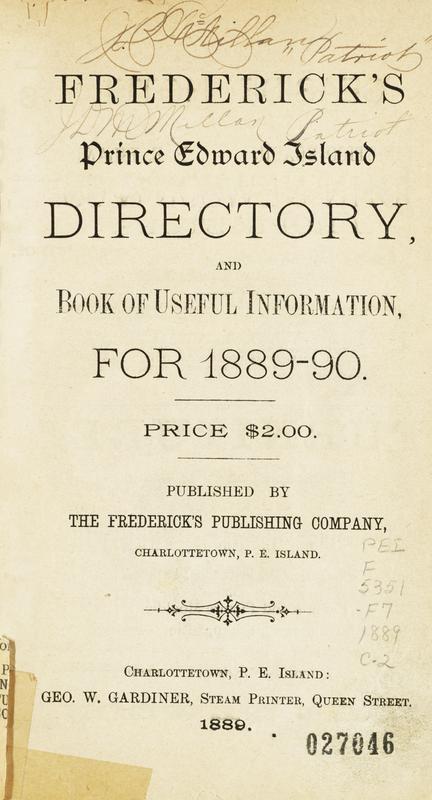 J. D. McMillan "Patriot"
FREDERICK'S
J D McMillan Patriot
Prince Edward Island
DIRECTORY,
AND
BOOK OF USEFUL INFORMATION,
FOR 1889-90.
PRICE $2.00.
PUBLISHED BY
THE FREDERICK'S PUBLISHING COMPANY,
CHARLOTTETOWN, P. E. ISLAND.
PEI
F
5351
.F7
1889
C.2
CHARLOTTETOWN, P. E. ISLAND:
GEO. W. GARDINER, STEAM PRINTER, QUEEN STREET.
1889.
027046